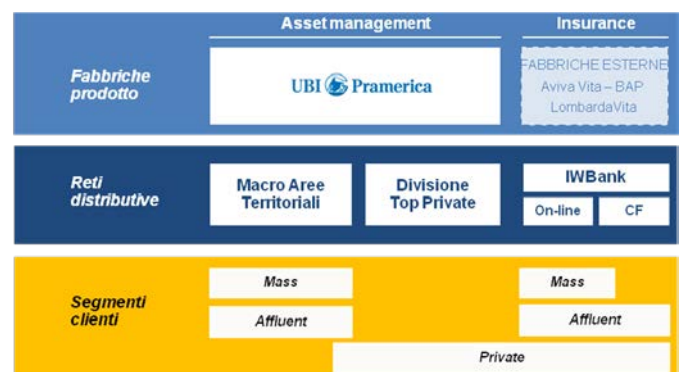 Asset management
Insurance
Fabbriche
prodotto
UBI Pramerica
FABBRICHE ESTERNE
Aviva Vita – BAP
LombardaVita
Reti
distributive
Macro Aree
Territoriali
Divisione
Top Private
IWBank
On-line
CF
Segmenti
clienti
Mass
Affluent
Mass
Affluent
Private